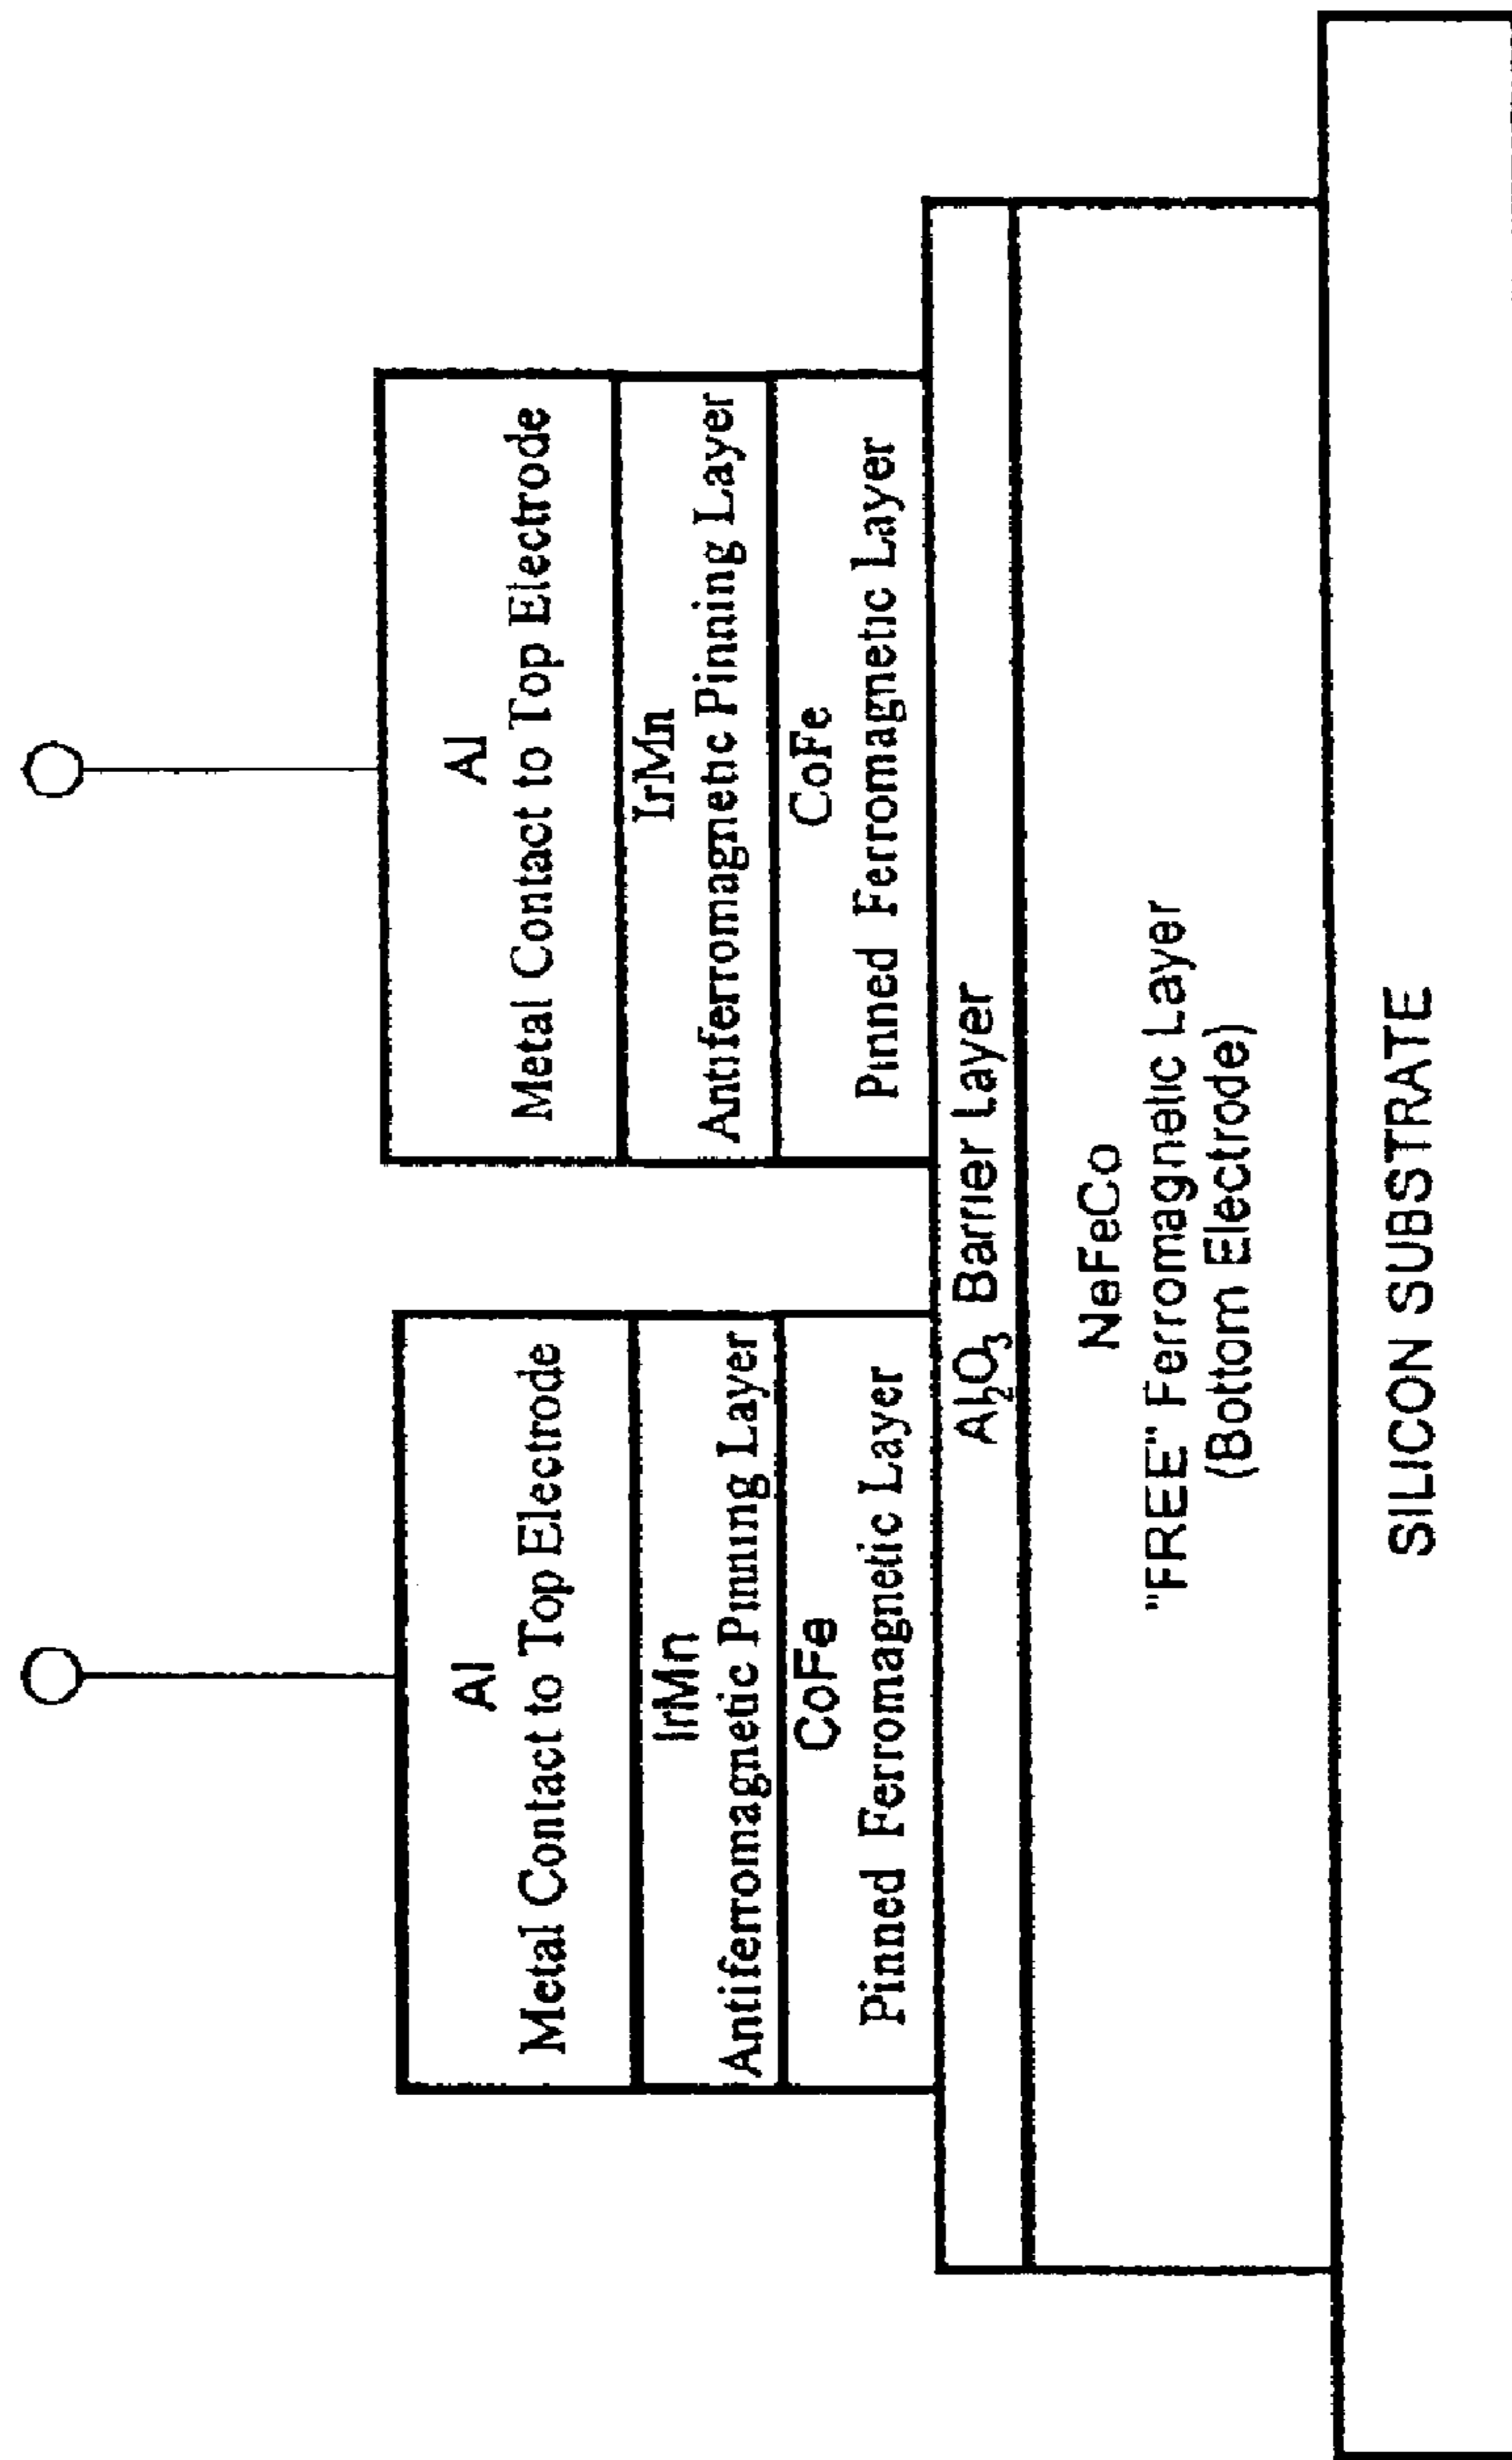 Al
Metal Contact to Top Electrode
IrMn
Antiferromagnetic Pinning Layer
CoFe
Pinned Ferromagnetic Layer
Al
Metal Contact to Top Electrode
IrMn
Antiferromagnetic Pinning Layer
CoFe
Pinned Ferromagnetic Layer
Al₂O₃ Barrier Layer
NeFeCo
"FREE" Ferromagnetic Layer
(Bottom Electrode)
SILICON SUBSTRATE